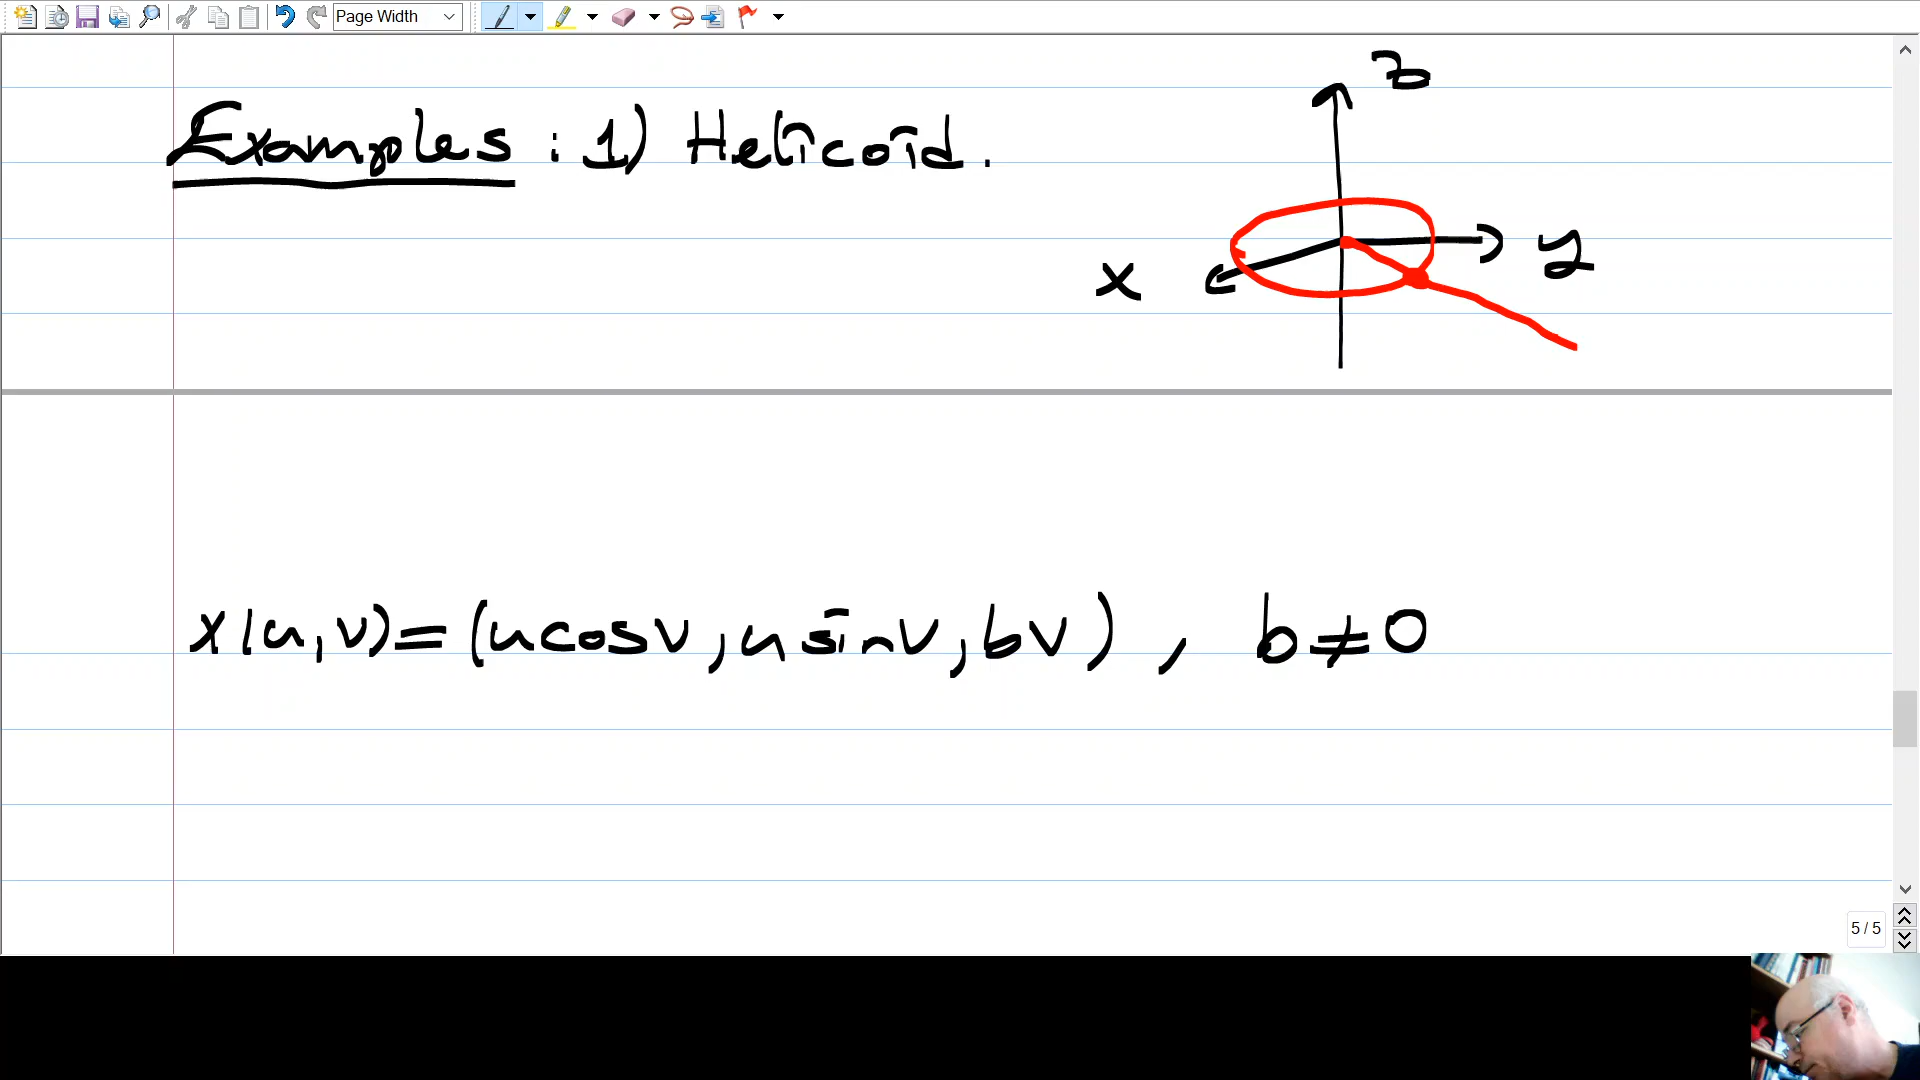 Page Width
z
Examples : 1) Helicoid.
x y
x(u,v)=(u cos v, u sin v, bv) , b≠0
5 / 5